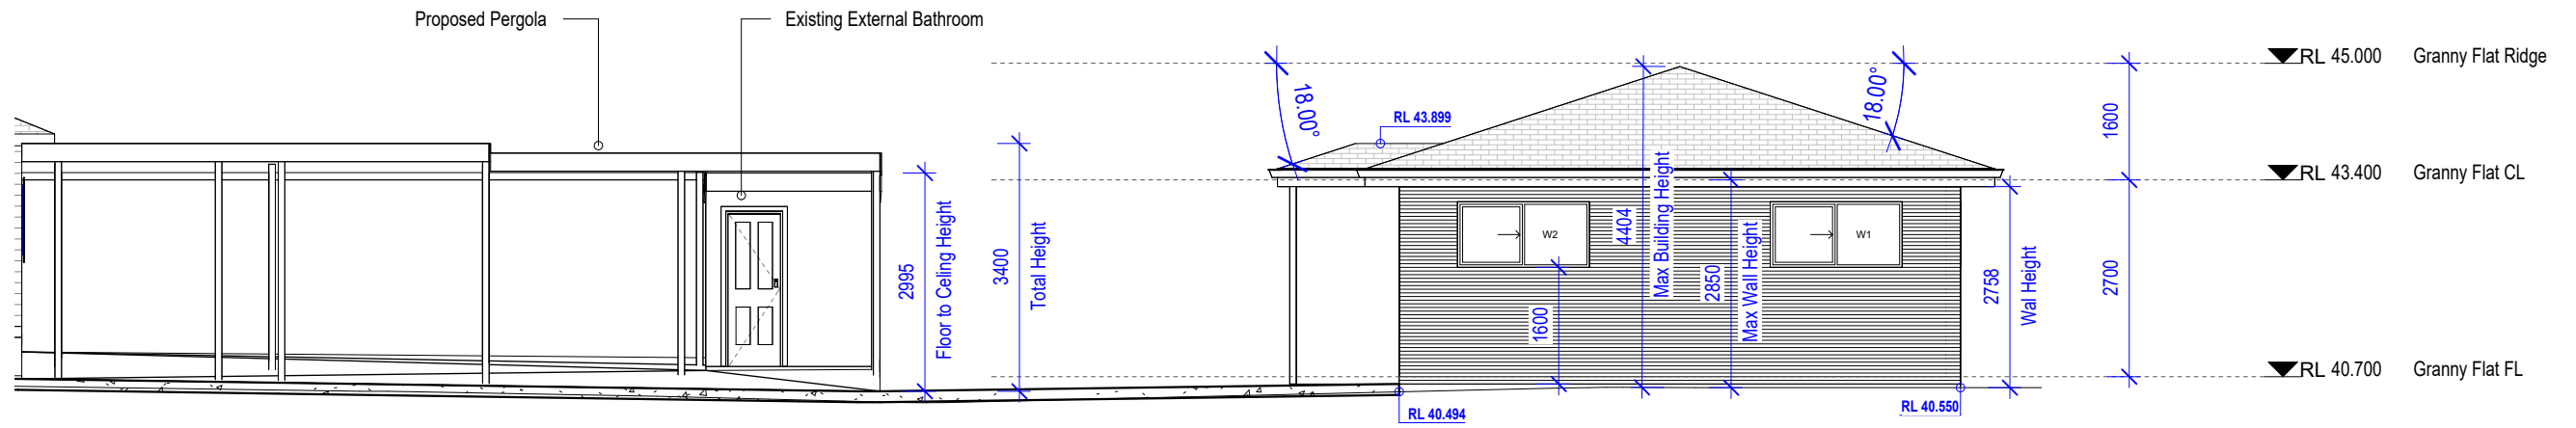 Proposed Pergola
Existing External Bathroom
RL 45.000 Granny Flat Ridge
18.00°
18.00°
RL 43.899
1600
RL 43.400 Granny Flat CL
Max Building Height
4404
W2
W1
2995
Floor to Celing Height
3400
Total Height
1600
2850
Max Wall Height
2758
Wal Height
2700
RL 40.700 Granny Flat FL
RL 40.494
RL 40.550